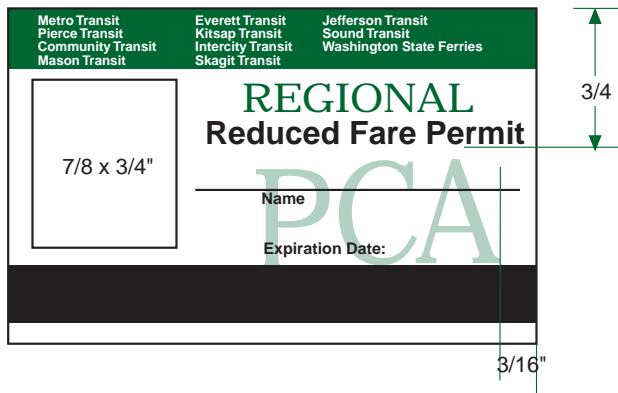 Metro Transit
Pierce Transit
Community Transit
Mason Transit
Everett Transit
Kitsap Transit
Intercity Transit
Skagit Transit
Jefferson Transit
Sound Transit
Washington State Ferries
REGIONAL
Reduced Fare Permit
7/8 x 3/4"
PCA
Name
Expiration Date:
3/4
3/16"